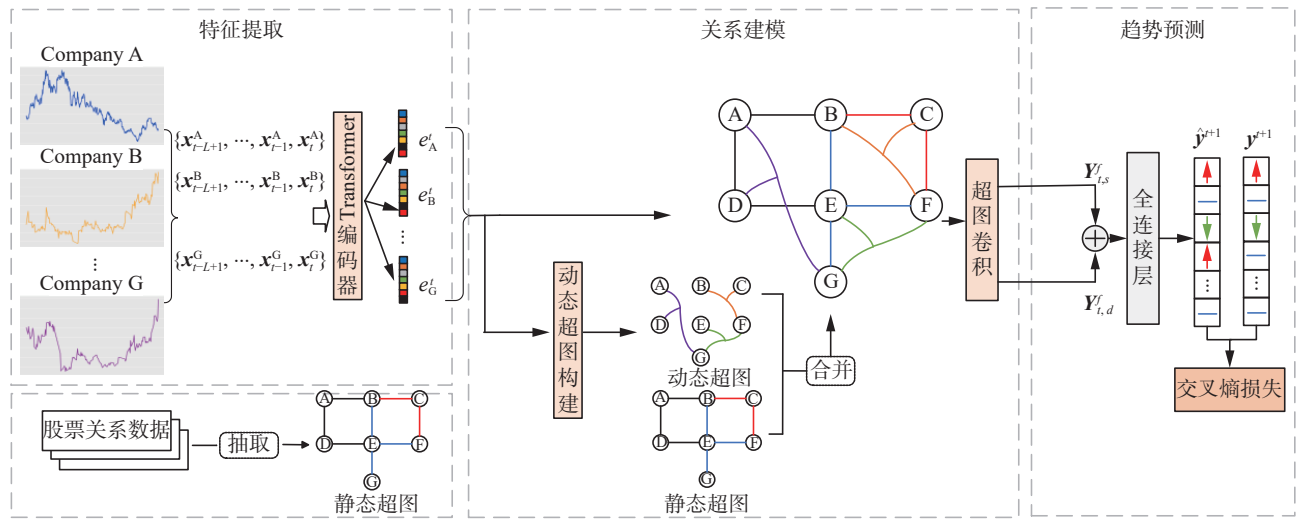 特征提取
Company A
Company B
...
Company G
{x^A_{t-L+1}, ⋯, x^A_{t-1}, x^A_t}
{x^B_{t-L+1}, ⋯, x^B_{t-1}, x^B_t}
{x^G_{t-L+1}, ⋯, x^G_{t-1}, x^G_t}
Transformer
编码器
e^t_A
e^t_B
⋮
e^t_G
股票关系数据
抽取
A B C
D E F
G
静态超图
关系建模
动态超图构建
A B C
D E F
G
动态超图
A B C
D E F
G
静态超图
合并
A B C
D E F
G
超图卷积
趋势预测
Y^f_{t,s}
Y^f_{t,d}
+
全连接层
ŷ^{t+1}
y^{t+1}
⋮
⋮
交叉熵损失